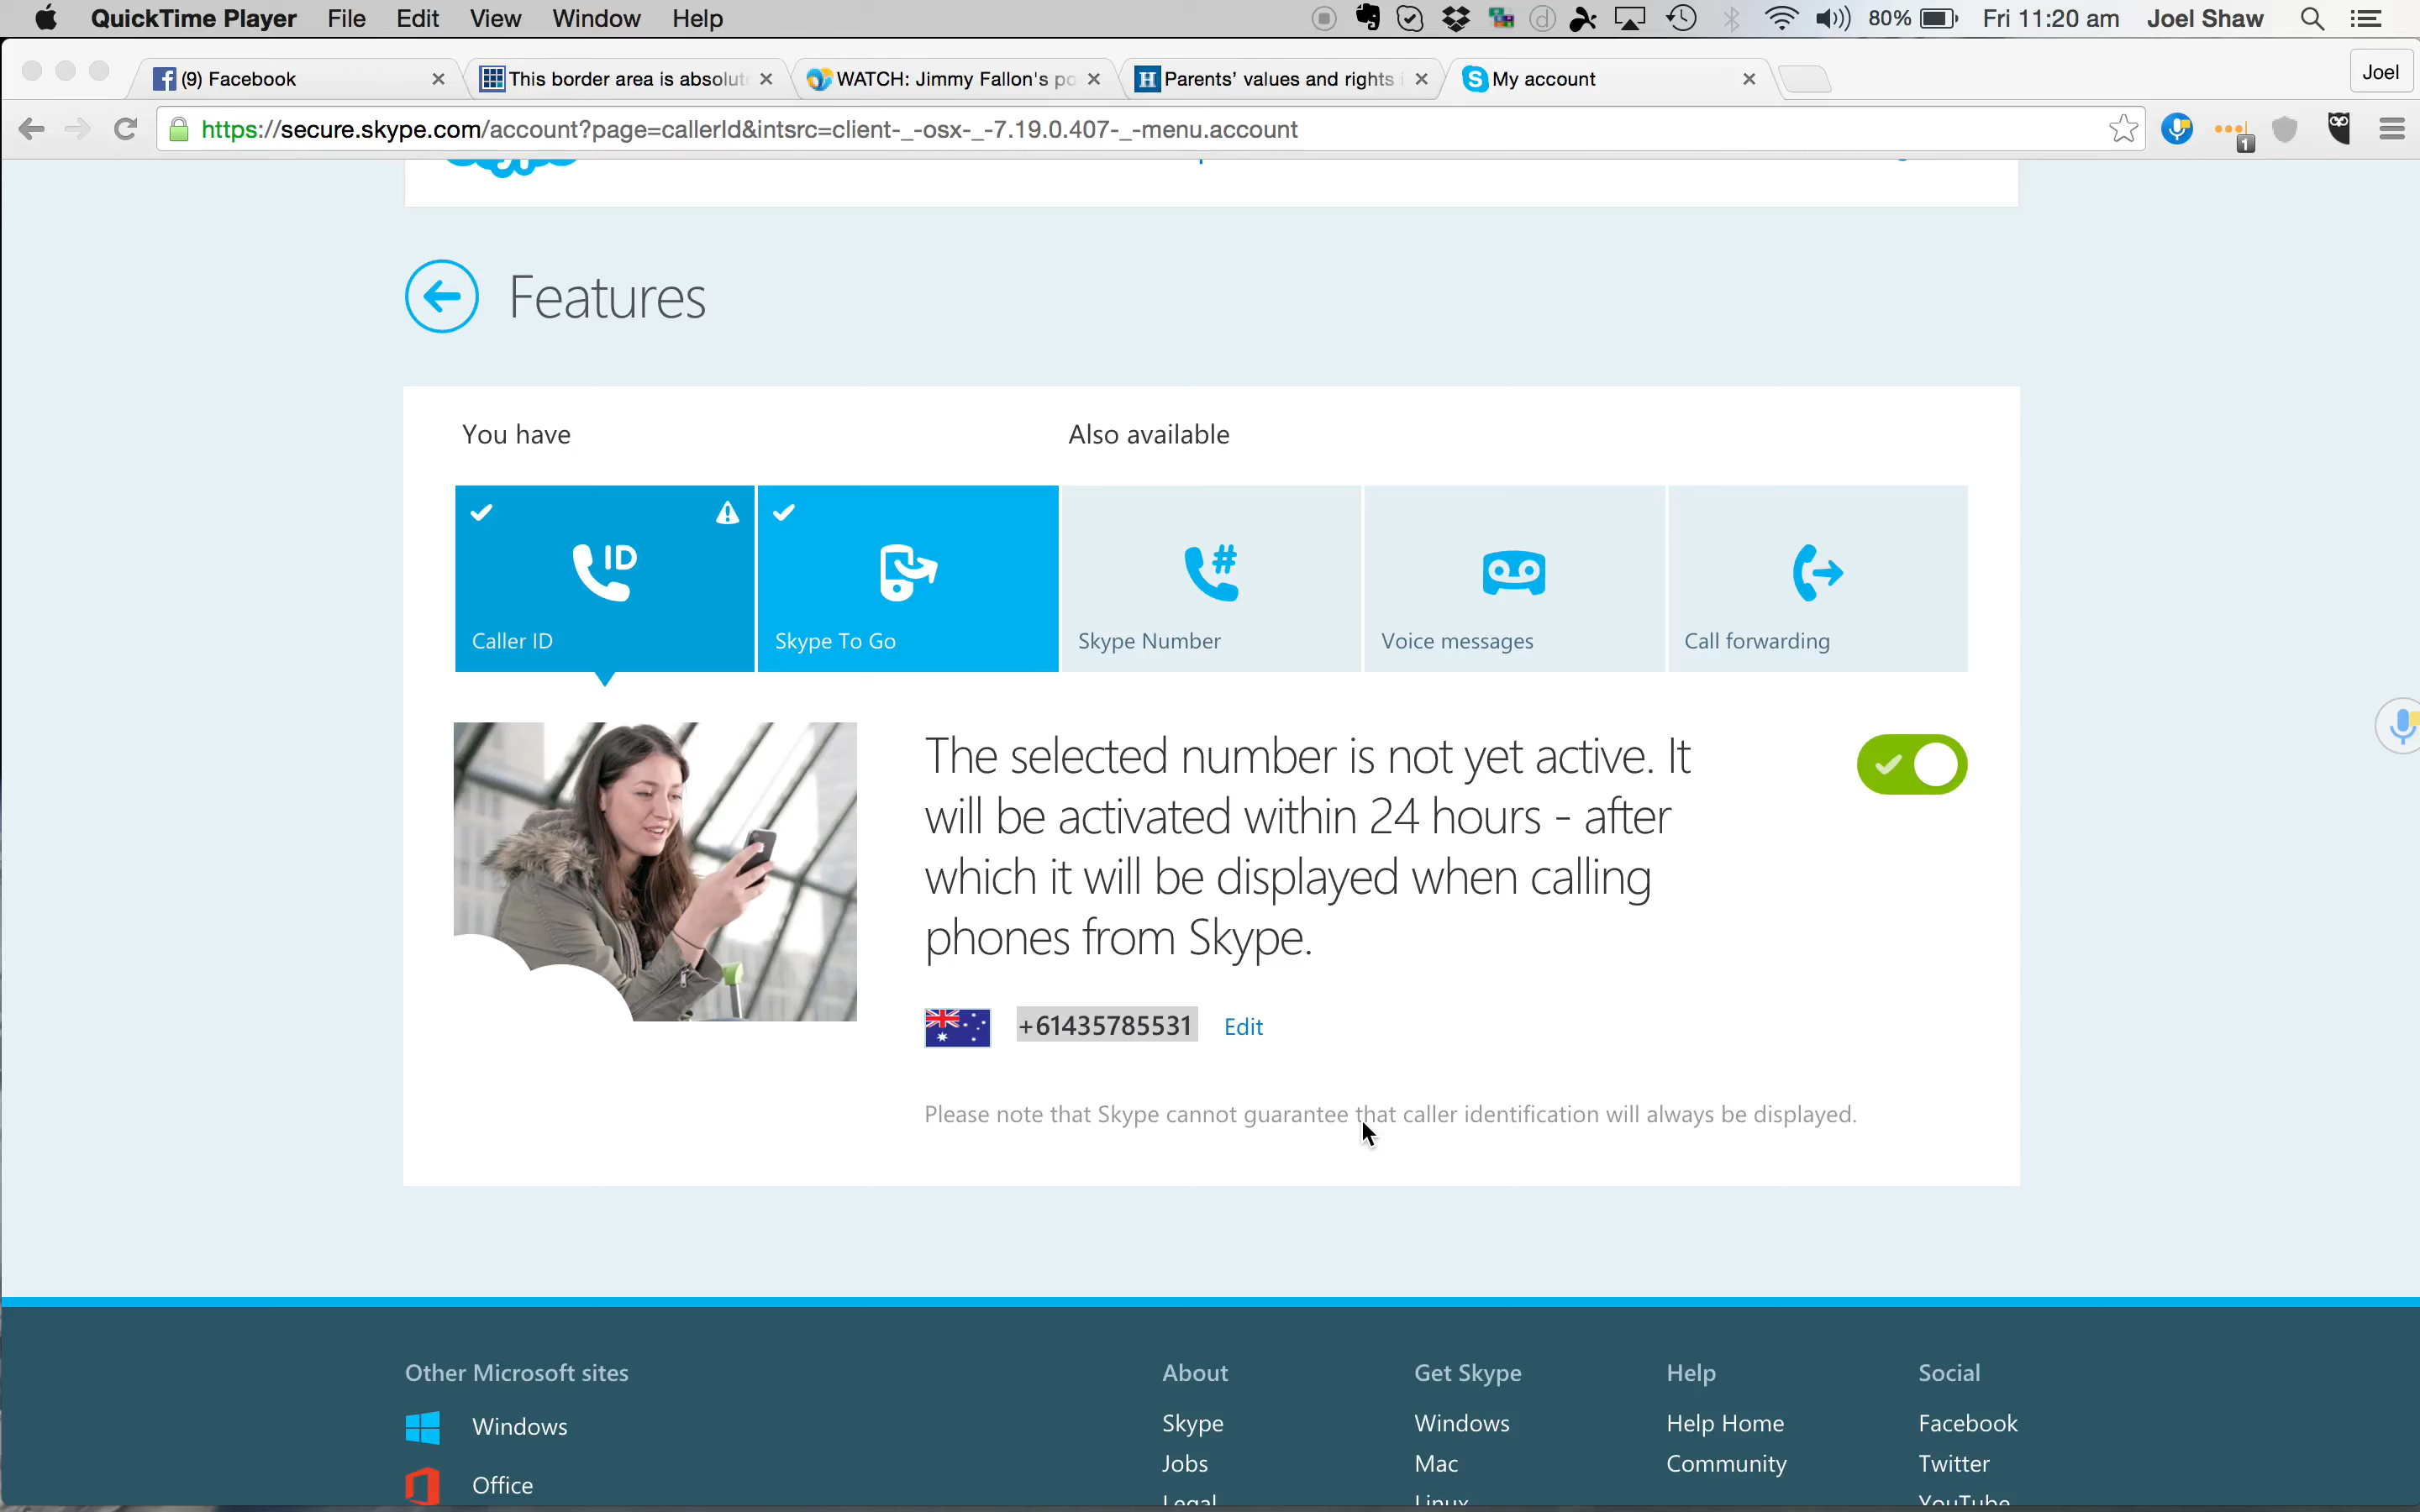 QuickTime Player File Edit View Window Help 80% Fri 11:20 am Joel Shaw
(9) Facebook This border area is absolut WATCH: Jimmy Fallon's po Parents' values and rights i My account Joel
https://secure.skype.com/account?page=callerId&intsrc=client-_-osx-_-7.19.0.407-_-menu.account 1
Features
You have Also available
ID #
Caller ID Skype To Go Skype Number Voice messages Call forwarding
The selected number is not yet active. It
will be activated within 24 hours - after
which it will be displayed when calling
phones from Skype.
+61435785531 Edit
Please note that Skype cannot guarantee that caller identification will always be displayed.
Other Microsoft sites About Get Skype Help Social
Windows Skype Windows Help Home Facebook
Office Jobs Mac Community Twitter
Legal Linux YouTube